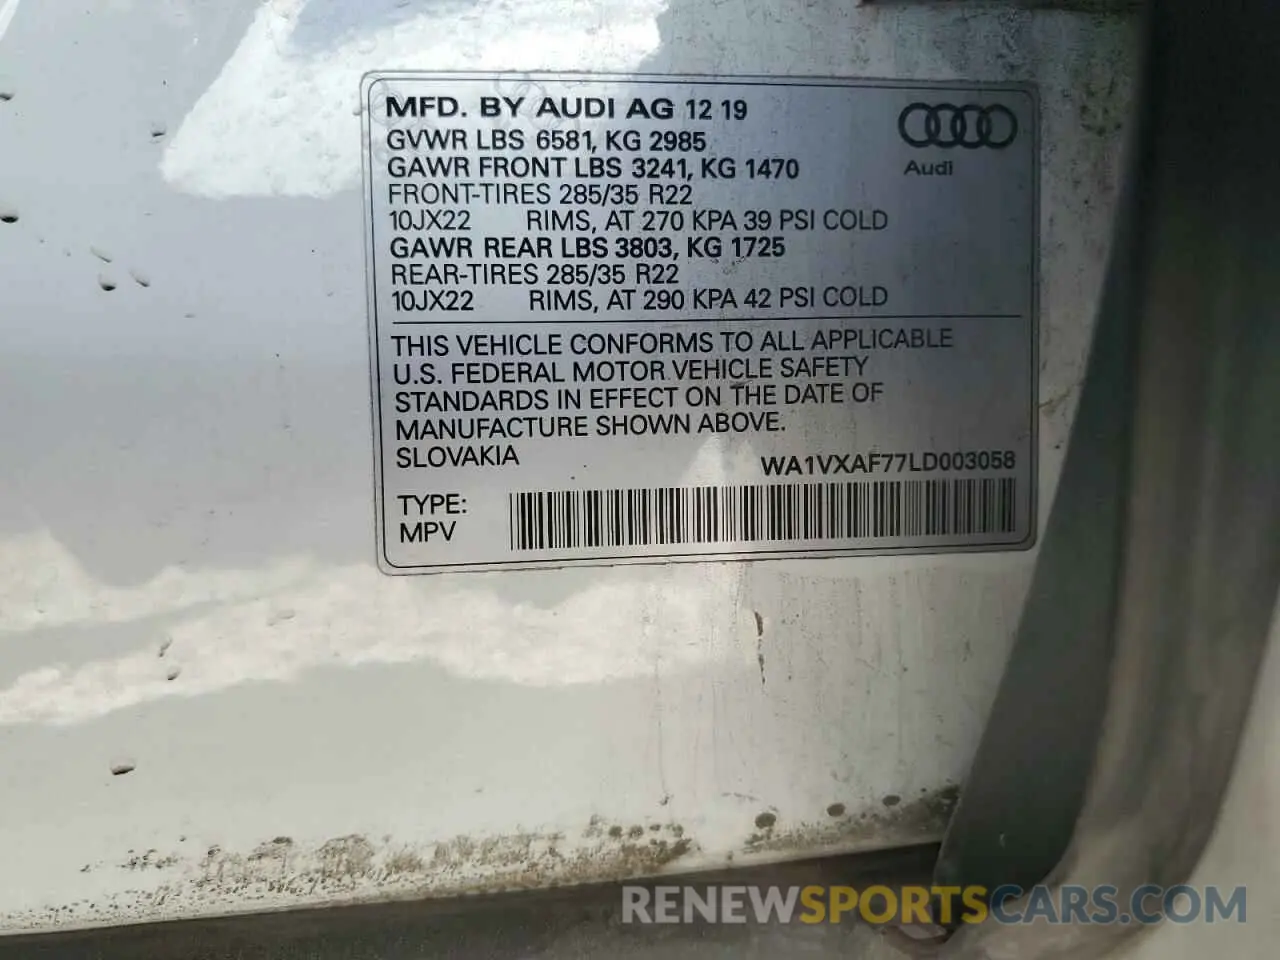 MFD. BY AUDI AG 12 19
GVWR LBS 6581, KG 2985
GAWR FRONT LBS 3241, KG 1470
FRONT-TIRES 285/35 R22
10JX22 RIMS, AT 270 KPA 39 PSI COLD
GAWR REAR LBS 3803, KG 1725
REAR-TIRES 285/35 R22
10JX22 RIMS, AT 290 KPA 42 PSI COLD
Audi
THIS VEHICLE CONFORMS TO ALL APPLICABLE
U.S. FEDERAL MOTOR VEHICLE SAFETY
STANDARDS IN EFFECT ON THE DATE OF
MANUFACTURE SHOWN ABOVE.
SLOVAKIA
WA1VXAF77LD003058
TYPE:
MPV
RENEWSPORTSCARS.COM